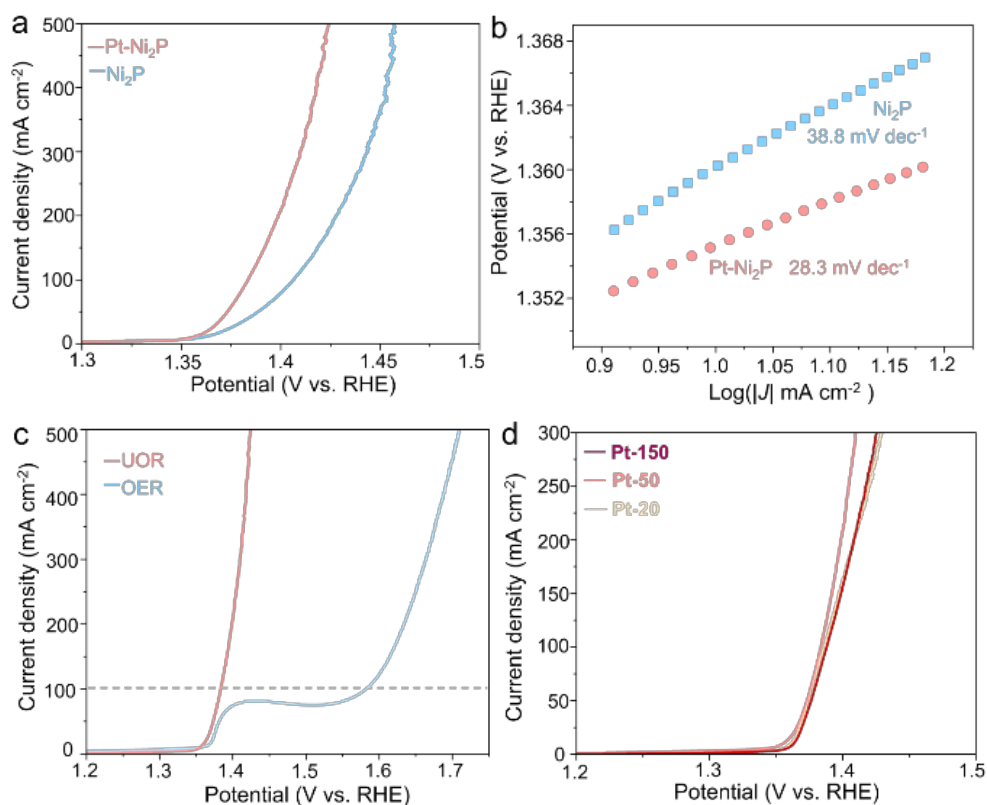 a
500
400
300
200
100
0
Pt-Ni₂P
Ni₂P
Current density (mA cm⁻²)
1.3
1.35
1.4
1.45
1.5
Potential (V vs. RHE)
b
1.368
1.364
1.360
1.356
1.352
Potential (V vs. RHE)
Ni₂P
38.8 mV dec⁻¹
Pt-Ni₂P 28.3 mV dec⁻¹
0.9
0.95
1.0
1.05
1.10
1.15
1.2
Log(|J| mA cm⁻² )
c
500
400
300
200
100
0
UOR
OER
Current density (mA cm⁻²)
1.2
1.3
1.4
1.5
1.6
1.7
Potential (V vs. RHE)
d
300
250
200
150
100
50
0
Pt-150
Pt-50
Pt-20
Current density (mA cm⁻²)
1.2
1.3
1.4
1.5
Potential (V vs. RHE)